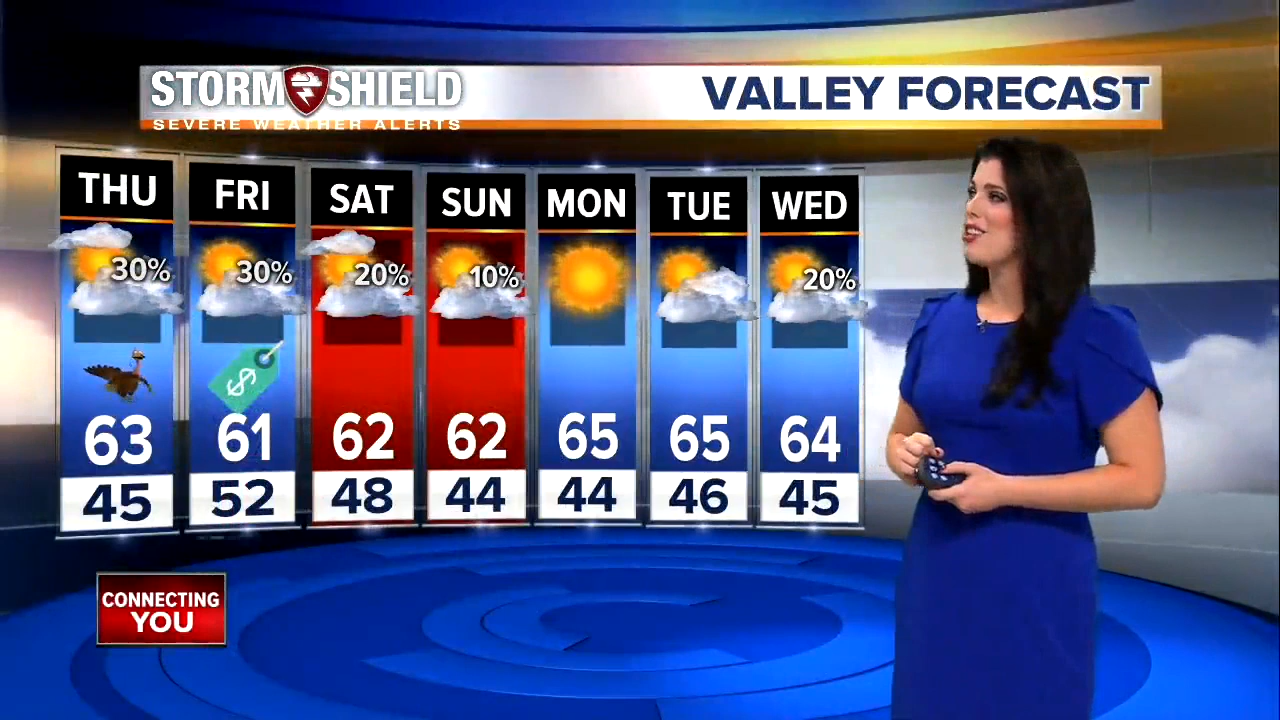 STORM SHIELD
SEVERE WEATHER ALERTS
VALLEY FORECAST
THU FRI SAT SUN MON TUE WED
30% 30% 20% 10% 20%
$
63 61 62 62 65 65 64
45 52 48 44 44 46 45
CONNECTING
YOU